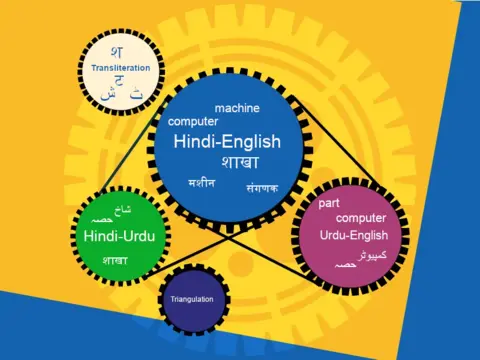 श
Transliteration
ट
ش ٹ
machine
computer
Hindi-English
शाखा
मशीन
संगणक
شاخ
حصہ
Hindi-Urdu
शाखा
part
computer
Urdu-English
کمپیوٹر
حصہ
Triangulation